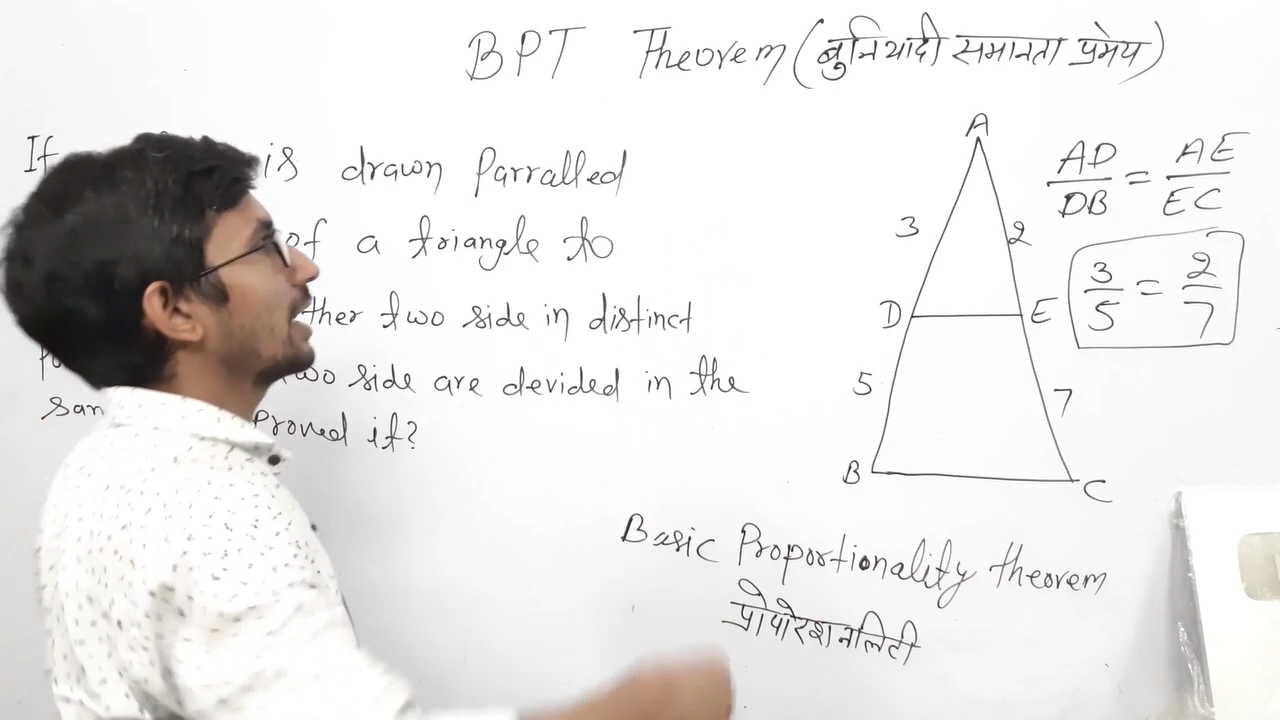 BPT Theorem (बुनियादी समानता प्रमेय)
If is drawn Parralled
of a triangle to
ther two side in distinct
two side are devided in the
san Proved it?
A
3
2
D
E
5
7
B
C
AD/DB = AE/EC
3/5 = 2/7
Basic Proportionality theorem
प्रोपोरेशनलिटी